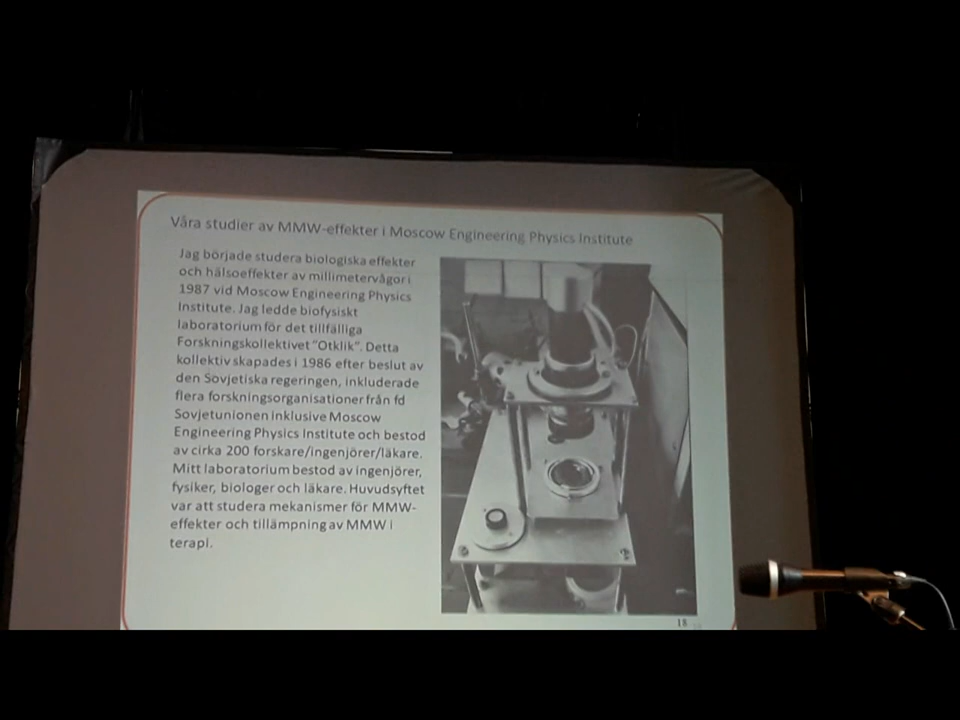 Våra studier av MMW-effekter i Moscow Engineering Physics Institute
Jag började studera biologiska effekter
och hälsoeffekter av millimetervågor i
1987 vid Moscow Engineering Physics
Institute. Jag ledde biofysiskt
laboratorium för det tillfälliga
Forskningskollektivet "Otklik". Detta
kollektiv skapades i 1986 efter beslut av
den Sovjetiska regeringen, inkluderade
flera forskningsorganisationer från fd
Sovjetunionen inklusive Moscow
Engineering Physics Institute och bestod
av cirka 200 forskare/ingenjörer/läkare.
Mitt laboratorium bestod av ingenjörer,
fysiker, biologer och läkare. Huvudsyftet
var att studera mekanismer för MMW-
effekter och tillämpning av MMW i
terapi.
18